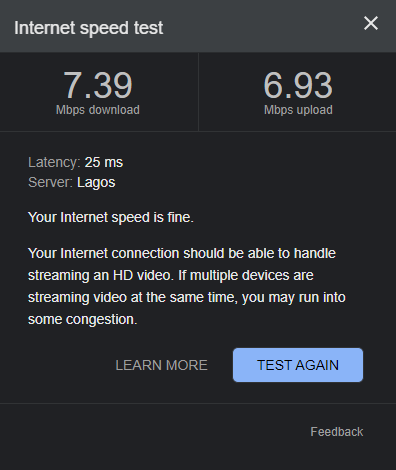 Internet speed test
7.39
Mbps download
6.93
Mbps upload
Latency: 25 ms
Server: Lagos
Your Internet speed is fine.
Your Internet connection should be able to handle
streaming an HD video. If multiple devices are
streaming video at the same time, you may run into
some congestion.
LEARN MORE
TEST AGAIN
Feedback